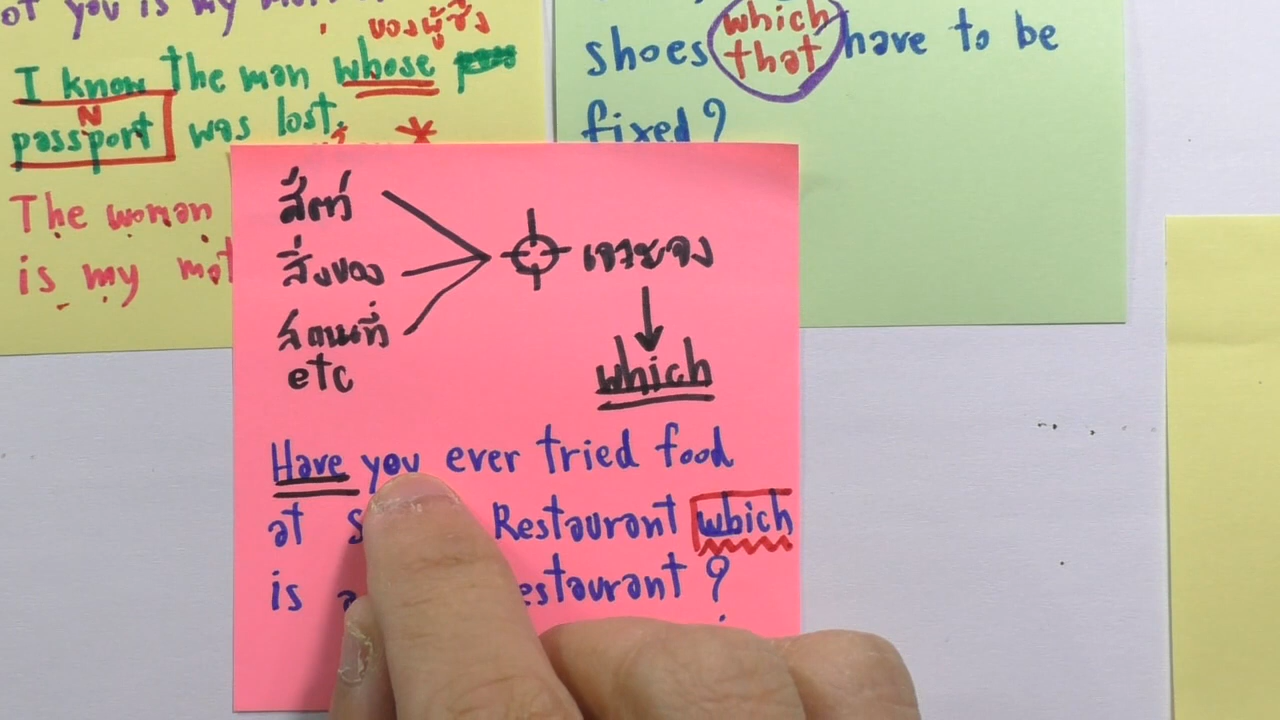 of you is my
ของผู้ซึ่ง
I know the man whose
N
passport was lost.
*
The woman
is my mot
which
shoes that have to be
fixed?
สัตว์
สิ่งของ
สถานที่
etc
เจาะจง
which
Have you ever tried food
at s Restaurant which
is a estaurant?